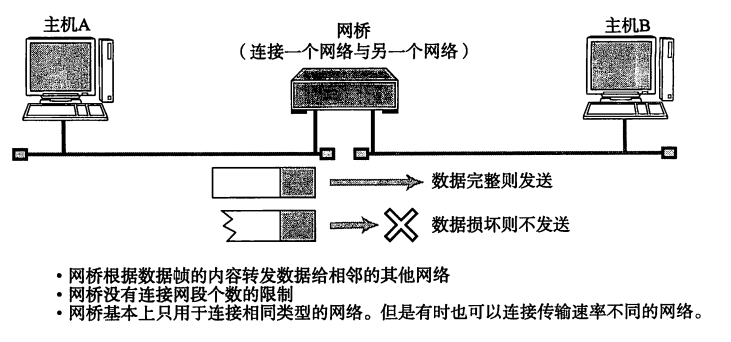 主机A
网桥
主机B
（连接一个网络与另一个网络）
数据完整则发送
数据损坏则不发送
・网桥根据数据帧的内容转发数据给相邻的其他网络
・网桥没有连接网段个数的限制
・网桥基本上只用于连接相同类型的网络。但是有时也可以连接传输速率不同的网络。